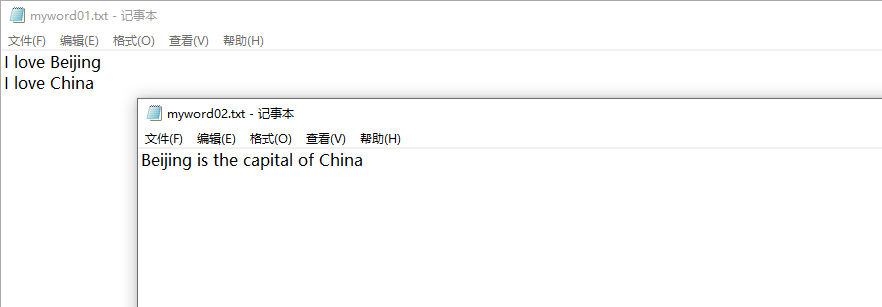 myword01.txt - 记事本
文件(F) 编辑(E) 格式(O) 查看(V) 帮助(H)
I love Beijing
I love China
myword02.txt - 记事本
文件(F) 编辑(E) 格式(O) 查看(V) 帮助(H)
Beijing is the capital of China